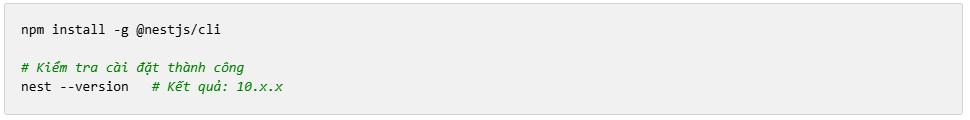 npm install -g @nestjs/cli
# Kiểm tra cài đặt thành công
nest --version   # Kết quả: 10.x.x